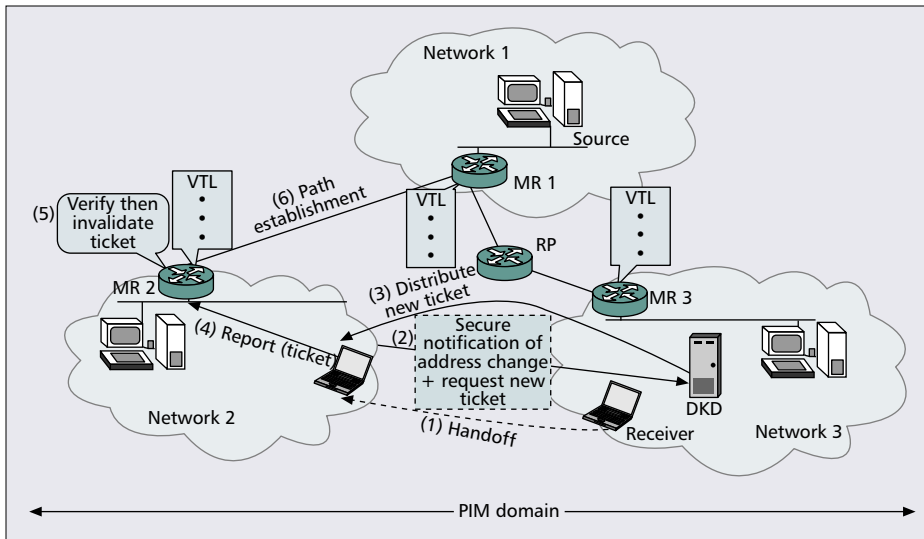 Network 1
Source
MR 1
(6) Path
establishment
VTL
(5)
Verify then
invalidate
ticket
VTL
RP
VTL
MR 2
(3) Distribute
new ticket
MR 3
(4) Report (ticket)
(2)
Secure
notification of
address change
+ request new
ticket
DKD
Network 2
(1) Handoff
Receiver
Network 3
PIM domain